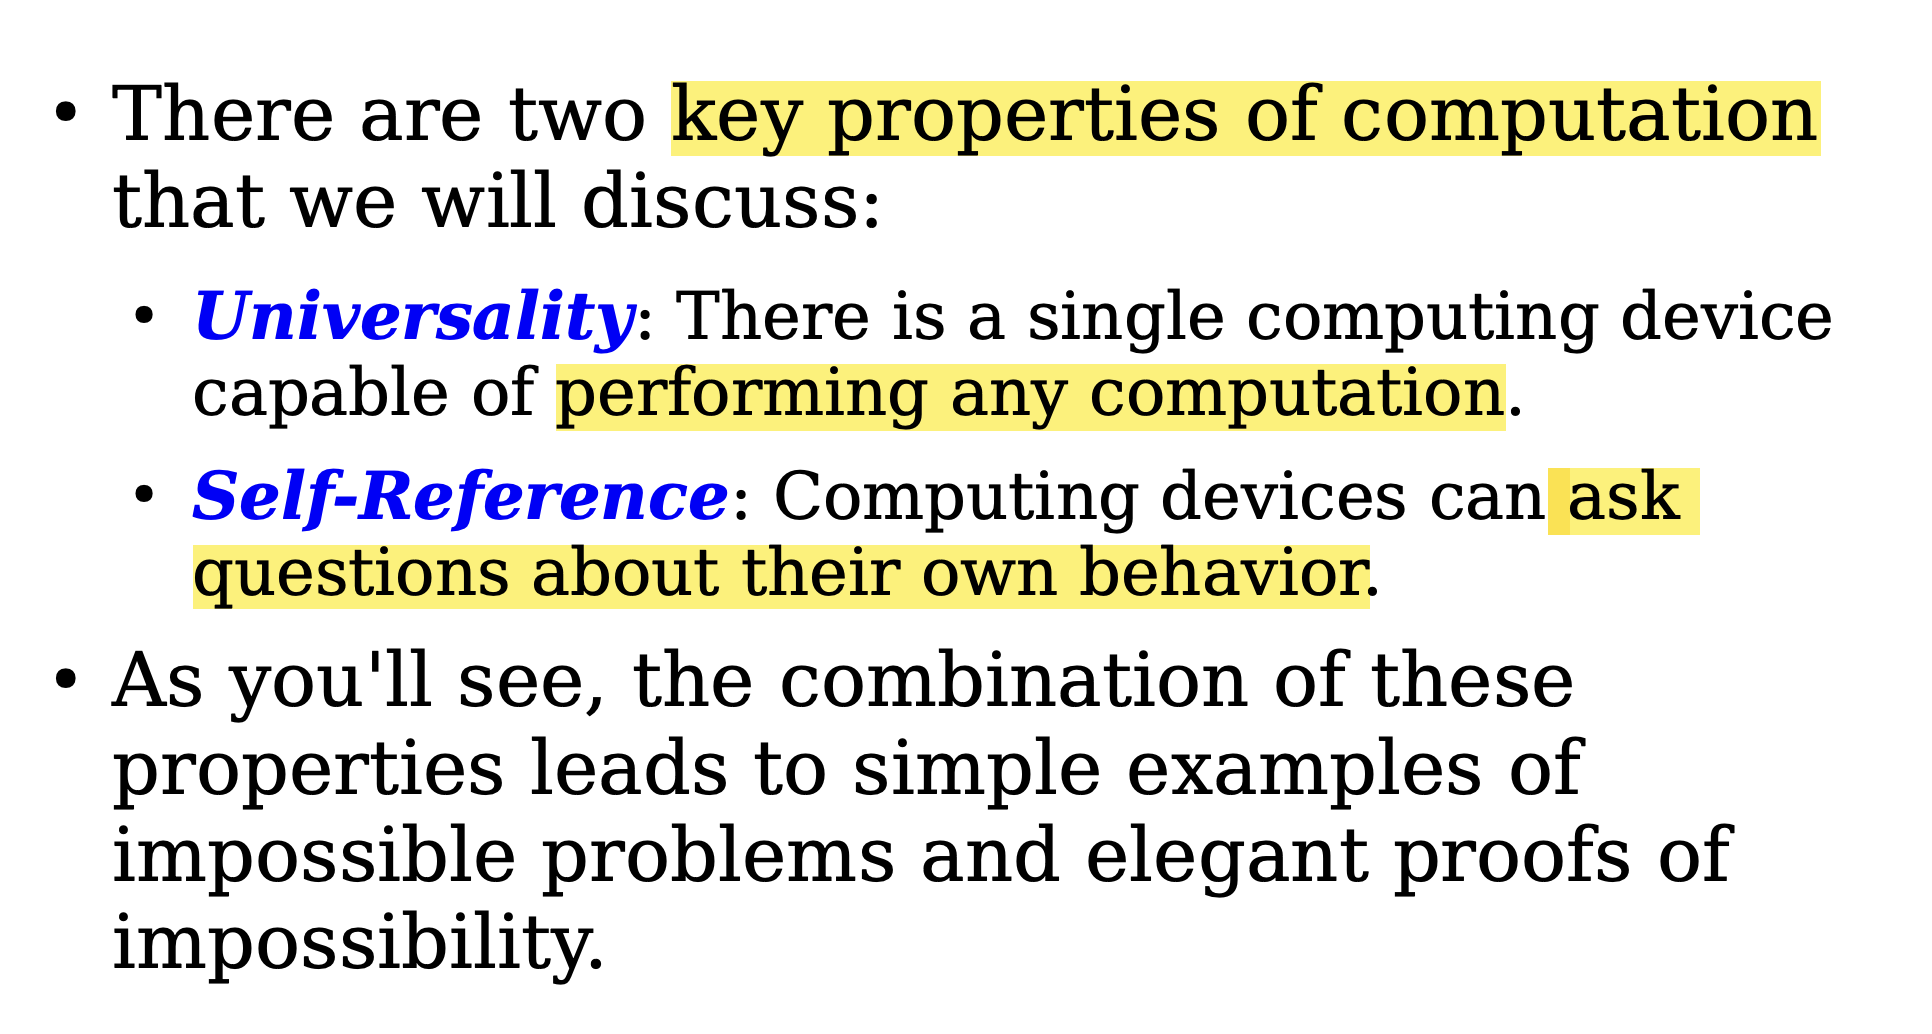 • There are two key properties of computation
that we will discuss:
• Universality: There is a single computing device
capable of performing any computation.
• Self-Reference: Computing devices can ask
questions about their own behavior.
• As you'll see, the combination of these
properties leads to simple examples of
impossible problems and elegant proofs of
impossibility.